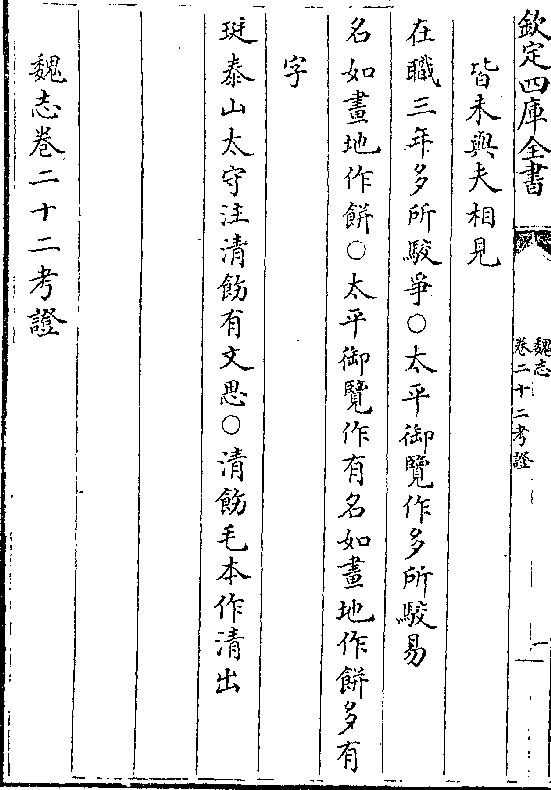 欽定四庫全書
魏志
卷二十二考證
皆未與夫相見
在職三年多所駮爭○太平御覽作多所駮易
名如畫地作餅○太平御覽作有名如畫地作餅多有
字
珽泰山太守注清飭有文思○清飭毛本作清出
魏志卷二十二考證